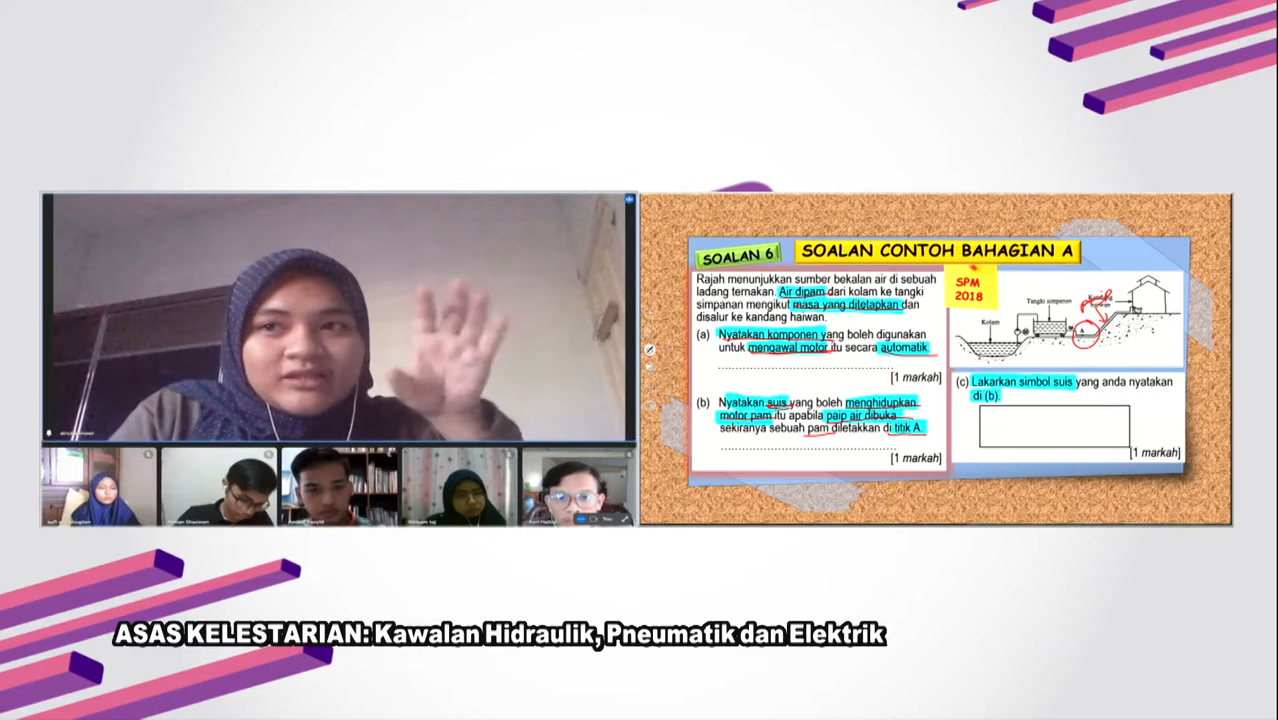 SOALAN 6
SOALAN CONTOH BAHAGIAN A
Rajah menunjukkan sumber bekalan air di sebuah
ladang ternakan. Air dipam dari kolam ke tangki
simpanan mengikut masa yang ditetapkan dan
disalur ke kandang haiwan.
(a) Nyatakan komponen yang boleh digunakan
untuk mengawal motor itu secara automatik.
[1 markah]
(b) Nyatakan suis yang boleh menghidupkan
motor pam itu apabila paip air dibuka
sekiranya sebuah pam diletakkan di titik A.
[1 markah]
SPM
2018
Tangki simpanan
Kolam
A
(c) Lakarkan simbol suis yang anda nyatakan
di (b).
[1 markah]
ASAS KELESTARIAN: Kawalan Hidraulik, Pneumatik dan Elektrik